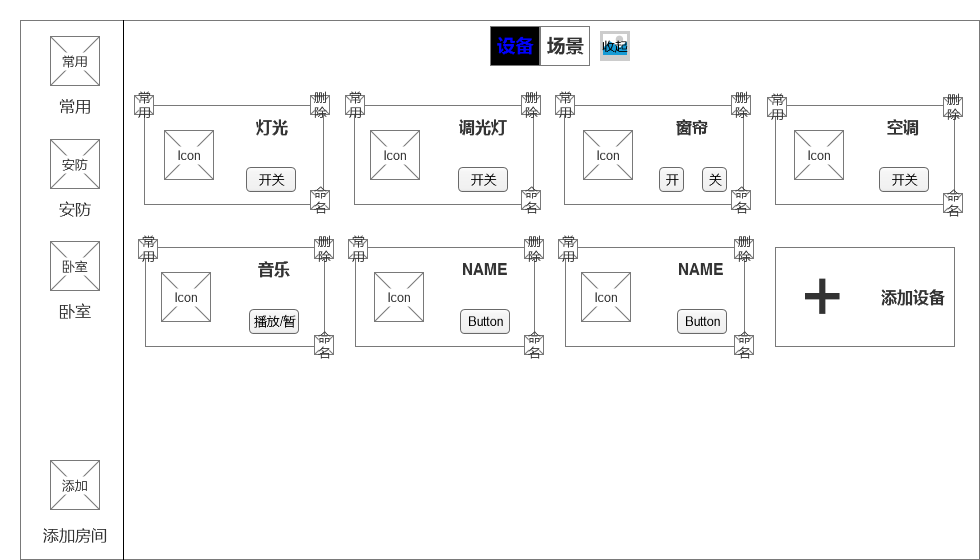 设备 场景 收起
常用
常用
安防
安防
卧室
卧室
添加
添加房间
常用 删除 常用 删除 常用 删除 常用 删除
灯光 调光灯 窗帘 空调
Icon Icon Icon Icon
开关 开关 开 关 开关
命名 命名 命名 命名
常用 删除 常用 删除 常用 删除
音乐 NAME NAME
Icon Icon Icon 添加设备
播放/暂 Button Button
命名 命名 命名